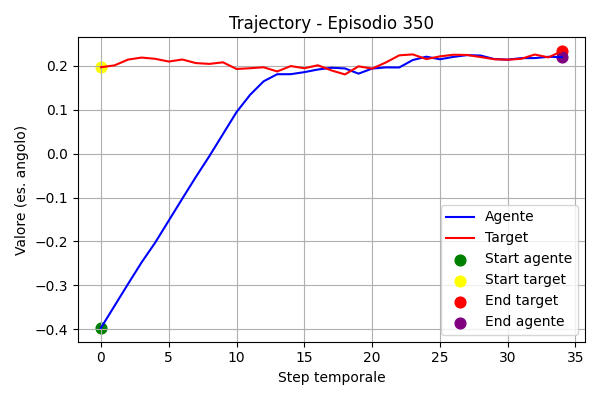 Trajectory - Episodio 350
Valore (es. angolo)
0.2
0.1
0.0
−0.1
−0.2
−0.3
−0.4
Agente
Target
Start agente
Start target
End target
End agente
0 5 10 15 20 25 30 35
Step temporale